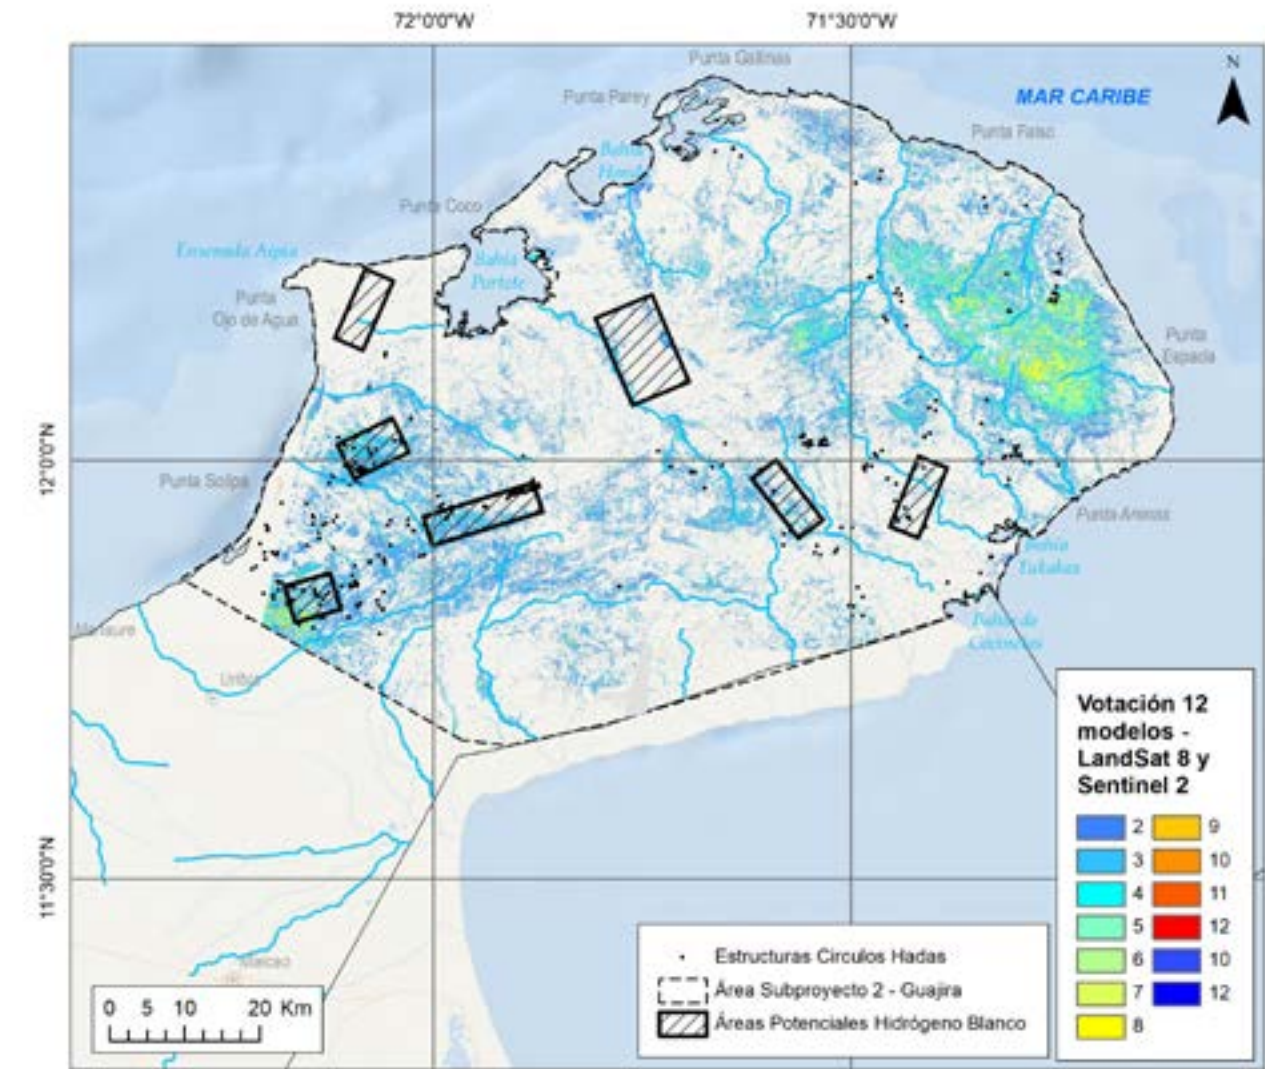 72°0'0"W
71°30'0"W
Punta Gallinas
N
Punta Parey
MAR CARIBE
Punta Faiso
Bahía
Honda
Punta Coco
Ensenada Aipia
Bahía
Portete
Punta
Ojo de Agua
Punta
Espada
12°0'0"N
Punta Solipa
Punta Arenas
Bahía
Tukakas
Manaure
Bahía de
Cocinetas
Uribia
Votación 12
modelos -
LandSat 8 y
Sentinel 2
2
9
3
10
4
11
5
12
6
10
7
12
8
11°30'0"N
Estructuras Circulos Hadas
Área Subproyecto 2 - Guajira
Áreas Potenciales Hidrógeno Blanco
Maicao
0 5 10 20 Km